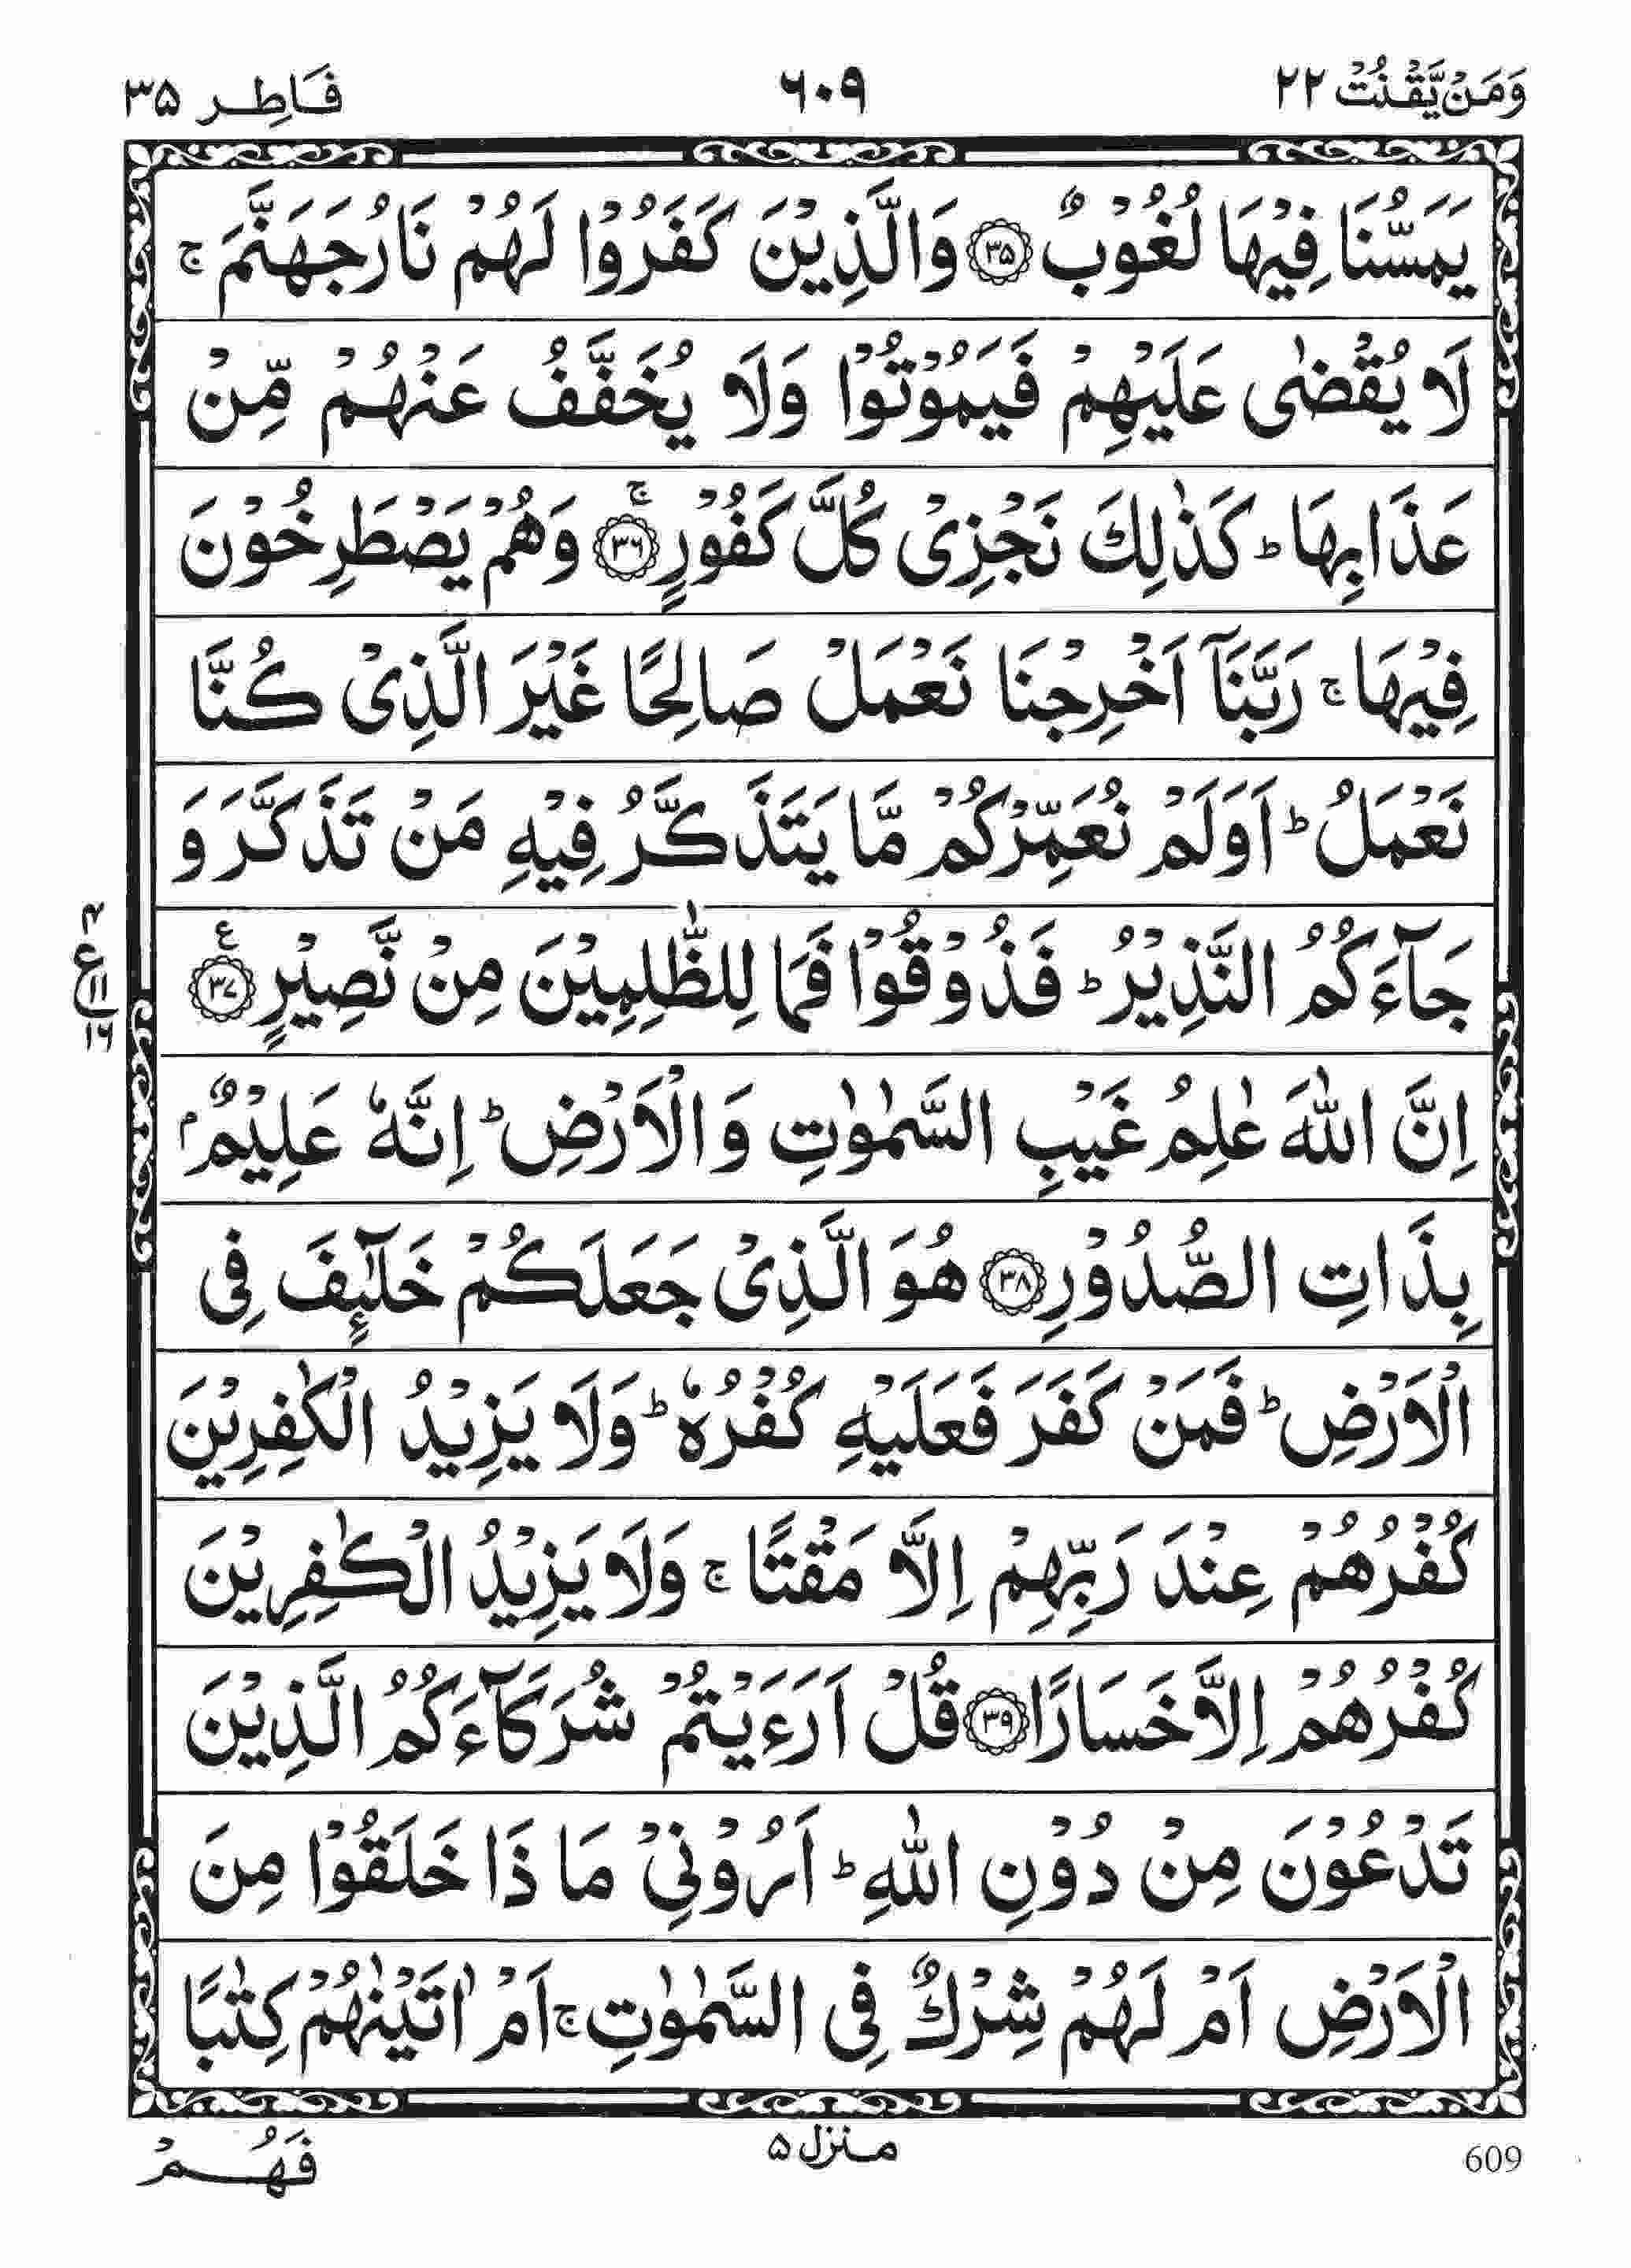 وَمَنْ يَّقْنُتْ ٢٢
٦٠٩
فَاطِر ٣٥
يَمَسُّنَا فِيْهَا لُغُوْبٌ ﴿٣٥﴾ وَالَّذِيْنَ كَفَرُوْا لَهُمْ نَارُ جَهَنَّمَ ۚ
لَا يُقْضٰى عَلَيْهِمْ فَيَمُوْتُوْا وَلَا يُخَفَّفُ عَنْهُمْ مِّنْ
عَذَابِهَا ؕ كَذٰلِكَ نَجْزِىْ كُلَّ كَفُوْرٍ ۚ ﴿٣٦﴾ وَهُمْ يَصْطَرِخُوْنَ
فِيْهَا ۚ رَبَّنَآ اَخْرِجْنَا نَعْمَلْ صَالِحًا غَيْرَ الَّذِىْ كُنَّا
نَعْمَلُ ؕ اَوَلَمْ نُعَمِّرْكُمْ مَّا يَتَذَكَّرُ فِيْهِ مَنْ تَذَكَّرَ وَ
جَآءَكُمُ النَّذِيْرُ ؕ فَذُوْقُوْا فَمَا لِلظّٰلِمِيْنَ مِنْ نَّصِيْرٍ ﴿٣٧﴾ ع
٤
ع ١١
١٦
اِنَّ اللّٰهَ عٰلِمُ غَيْبِ السَّمٰوٰتِ وَالْاَرْضِ ؕ اِنَّهٗ عَلِيْمٌۢ
بِذَاتِ الصُّدُوْرِ ﴿٣٨﴾ هُوَ الَّذِىْ جَعَلَكُمْ خَلٰٓئِفَ فِى
الْاَرْضِ ؕ فَمَنْ كَفَرَ فَعَلَيْهِ كُفْرُهٗ ؕ وَلَا يَزِيْدُ الْكٰفِرِيْنَ
كُفْرُهُمْ عِنْدَ رَبِّهِمْ اِلَّا مَقْتًا ۚ وَلَا يَزِيْدُ الْكٰفِرِيْنَ
كُفْرُهُمْ اِلَّا خَسَارًا ﴿٣٩﴾ قُلْ اَرَءَيْتُمْ شُرَكَآءَكُمُ الَّذِيْنَ
تَدْعُوْنَ مِنْ دُوْنِ اللّٰهِ ؕ اَرُوْنِىْ مَا ذَا خَلَقُوْا مِنَ
الْاَرْضِ اَمْ لَهُمْ شِرْكٌ فِى السَّمٰوٰتِ ۚ اَمْ اٰتَيْنٰهُمْ كِتٰبًا
فَهُمْ
منزل ٥
609